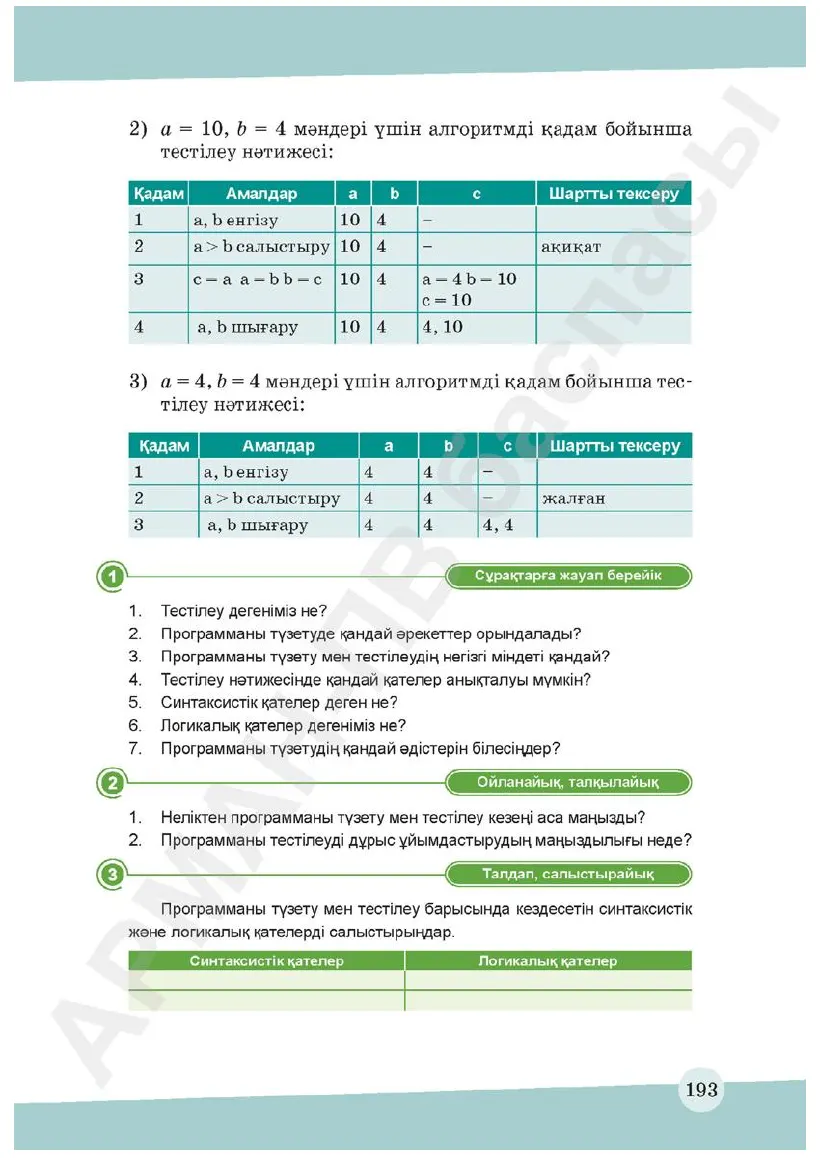 2) a = 10, b = 4 мәндері үшін алгоритмді қадам бойынша
тестілеу нәтижесі:
Қадам Амалдар a b c Шартты тексеру
1 a, b енгізу 10 4 –
2 a > b салыстыру 10 4 – ақиқат
3 c = a a = b b = c 10 4 a = 4 b = 10
c = 10
4 a, b шығару 10 4 4, 10
3) a = 4, b = 4 мәндері үшін алгоритмді қадам бойынша тес-
тілеу нәтижесі:
Қадам Амалдар a b c Шартты тексеру
1 a, b енгізу 4 4 –
2 a > b салыстыру 4 4 – жалған
3 a, b шығару 4 4 4, 4
1 Сұрақтарға жауап берейік
1. Тестілеу дегеніміз не?
2. Программаны түзетуде қандай әрекеттер орындалады?
3. Программаны түзету мен тестілеудің негізгі міндеті қандай?
4. Тестілеу нәтижесінде қандай қателер анықталуы мүмкін?
5. Синтаксистік қателер деген не?
6. Логикалық қателер дегеніміз не?
7. Программаны түзетудің қандай әдістерін білесіңдер?
2 Ойланайық, талқылайық
1. Неліктен программаны түзету мен тестілеу кезеңі аса маңызды?
2. Программаны тестілеуді дұрыс ұйымдастырудың маңыздылығы неде?
3 Талдап, салыстырайық
Программаны түзету мен тестілеу барысында кездесетін синтаксистік
және логикалық қателерді салыстырыңдар.
Синтаксистік қателер Логикалық қателер
193
АРМАН-ПВ баспасы